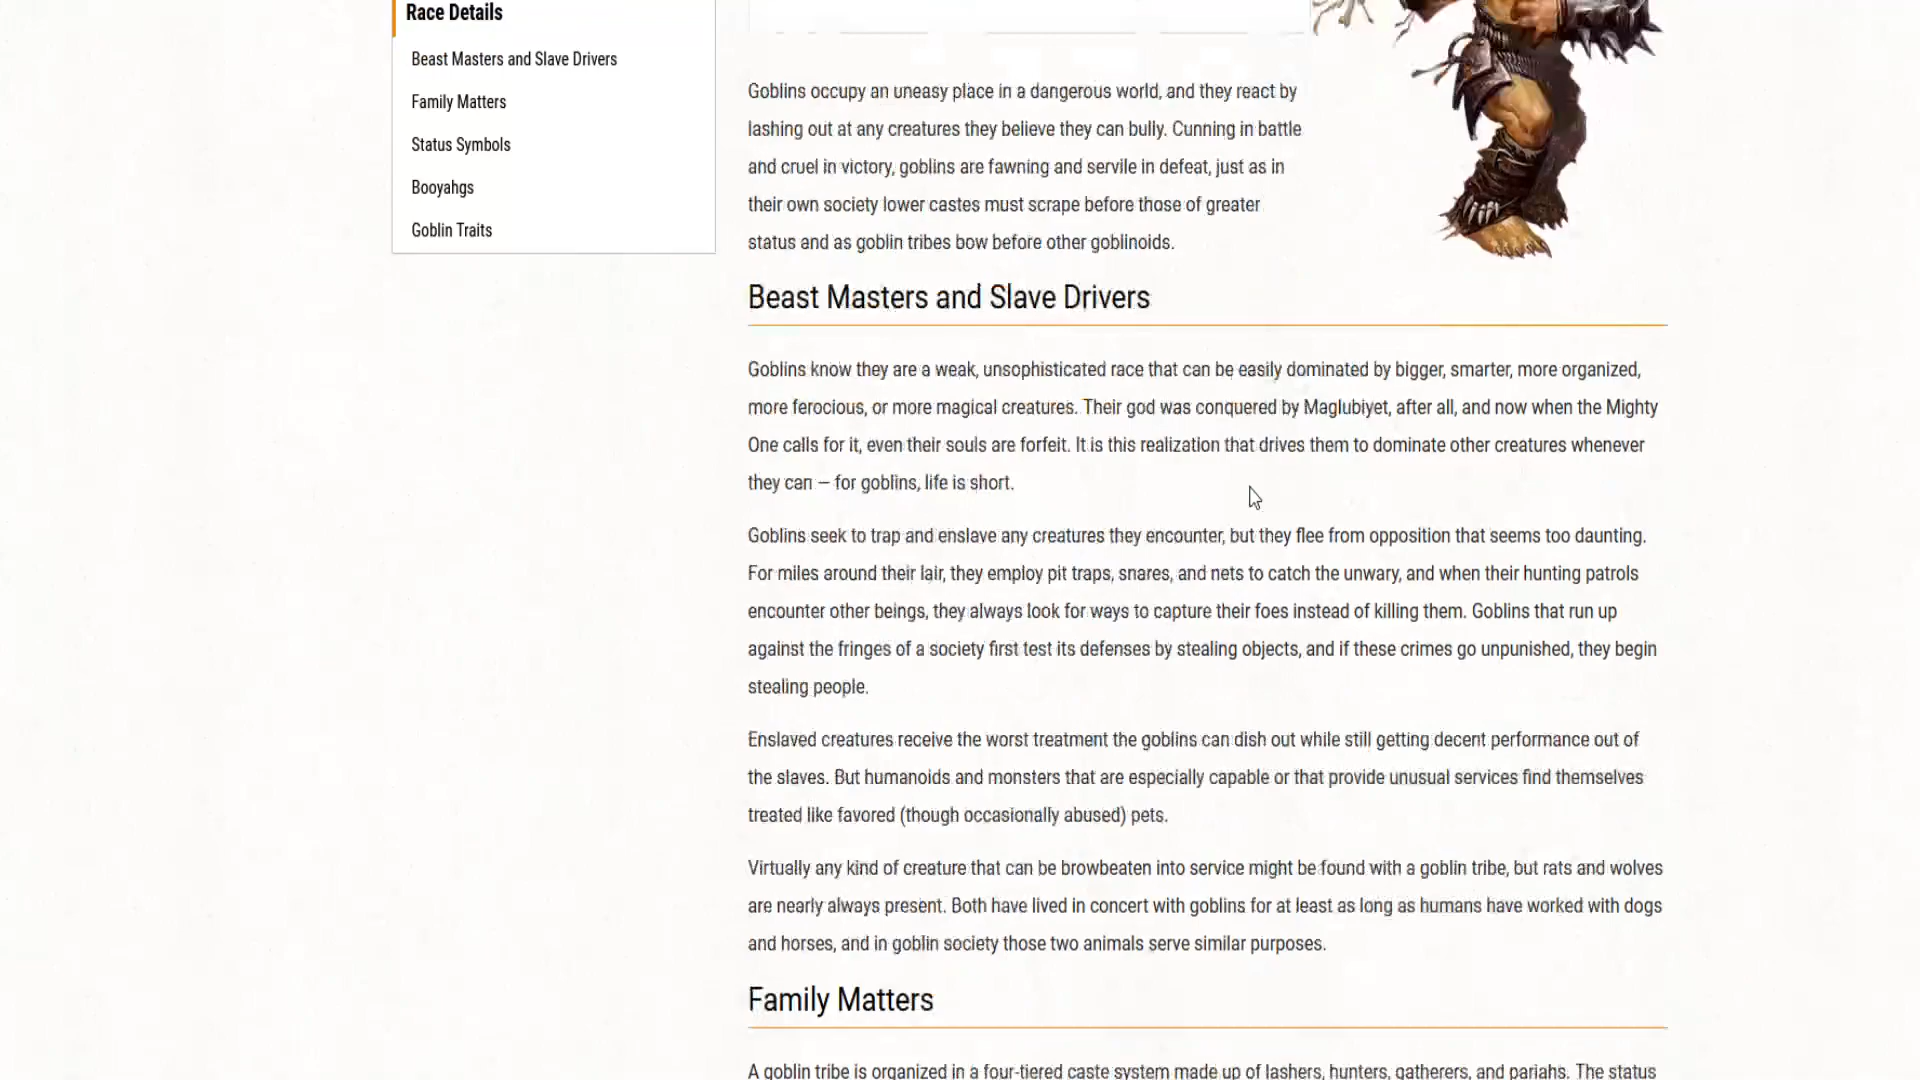 Race Details
Beast Masters and Slave Drivers
Family Matters
Status Symbols
Booyahgs
Goblin Traits
Goblins occupy an uneasy place in a dangerous world, and they react by
lashing out at any creatures they believe they can bully. Cunning in battle
and cruel in victory, goblins are fawning and servile in defeat, just as in
their own society lower castes must scrape before those of greater
status and as goblin tribes bow before other goblinoids.
Beast Masters and Slave Drivers
Goblins know they are a weak, unsophisticated race that can be easily dominated by bigger, smarter, more organized,
more ferocious, or more magical creatures. Their god was conquered by Maglubiyet, after all, and now when the Mighty
One calls for it, even their souls are forfeit. It is this realization that drives them to dominate other creatures whenever
they can — for goblins, life is short.
Goblins seek to trap and enslave any creatures they encounter, but they flee from opposition that seems too daunting.
For miles around their lair, they employ pit traps, snares, and nets to catch the unwary, and when their hunting patrols
encounter other beings, they always look for ways to capture their foes instead of killing them. Goblins that run up
against the fringes of a society first test its defenses by stealing objects, and if these crimes go unpunished, they begin
stealing people.
Enslaved creatures receive the worst treatment the goblins can dish out while still getting decent performance out of
the slaves. But humanoids and monsters that are especially capable or that provide unusual services find themselves
treated like favored (though occasionally abused) pets.
Virtually any kind of creature that can be browbeaten into service might be found with a goblin tribe, but rats and wolves
are nearly always present. Both have lived in concert with goblins for at least as long as humans have worked with dogs
and horses, and in goblin society those two animals serve similar purposes.
Family Matters
A goblin tribe is organized in a four-tiered caste system made up of lashers, hunters, gatherers, and pariahs. The status